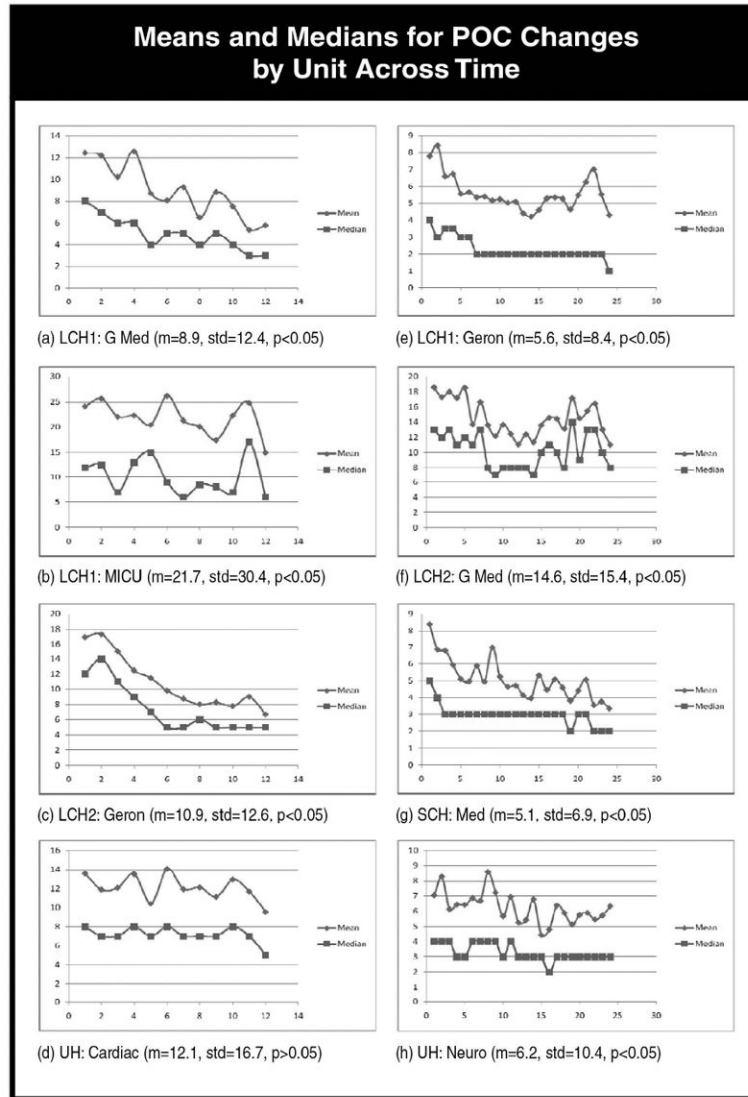 Means and Medians for POC Changes
by Unit Across Time
14
12
10
8
6
4
2
0
0 2 4 6 8 10 12 14
Mean
Median
(a) LCH1: G Med (m=8.9, std=12.4, p<0.05)
9
8
7
6
5
4
3
2
1
0
0 5 10 15 20 25 30
Mean
Median
(e) LCH1: Geron (m=5.6, std=8.4, p<0.05)
30
25
20
15
10
5
0
0 2 4 6 8 10 12 14
Mean
Median
(b) LCH1: MICU (m=21.7, std=30.4, p<0.05)
20
18
16
14
12
10
8
6
4
2
0
0 5 10 15 20 25 30
Mean
Median
(f) LCH2: G Med (m=14.6, std=15.4, p<0.05)
20
18
16
14
12
10
8
6
4
2
0
0 2 4 6 8 10 12 14
Mean
Median
(c) LCH2: Geron (m=10.9, std=12.6, p<0.05)
9
8
7
6
5
4
3
2
1
0
0 5 10 15 20 25 30
Mean
Median
(g) SCH: Med (m=5.1, std=6.9, p<0.05)
16
14
12
10
8
6
4
2
0
0 2 4 6 8 10 12 14
Mean
Median
(d) UH: Cardiac (m=12.1, std=16.7, p>0.05)
10
9
8
7
6
5
4
3
2
1
0
0 5 10 15 20 25 30
Mean
Median
(h) UH: Neuro (m=6.2, std=10.4, p<0.05)